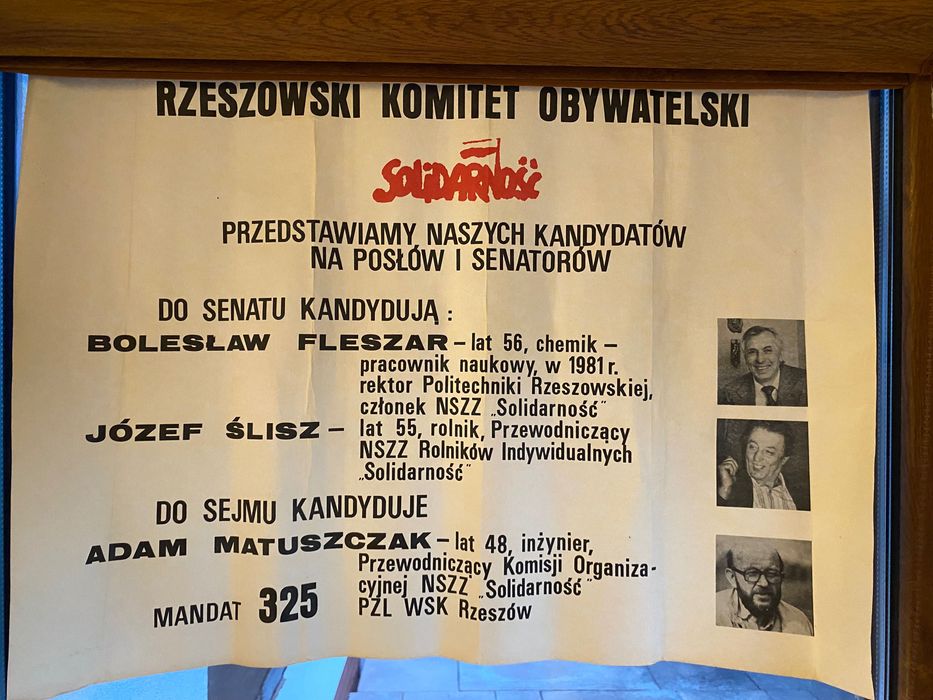 RZESZOWSKI KOMITET OBYWATELSKI
SOLIDARNOŚĆ
PRZEDSTAWIAMY NASZYCH KANDYDATÓW
NA POSŁÓW I SENATORÓW
DO SENATU KANDYDUJĄ :
BOLESŁAW FLESZAR – lat 56, chemik –
pracownik naukowy, w 1981 r.
rektor Politechniki Rzeszowskiej,
członek NSZZ „Solidarność”
JÓZEF ŚLISZ – lat 55, rolnik, Przewodniczący
NSZZ Rolników Indywidualnych
„Solidarność”
DO SEJMU KANDYDUJE
ADAM MATUSZCZAK – lat 48, inżynier,
Przewodniczący Komisji Organiza-
cyjnej NSZZ „Solidarność”
PZL WSK Rzeszów
MANDAT 325